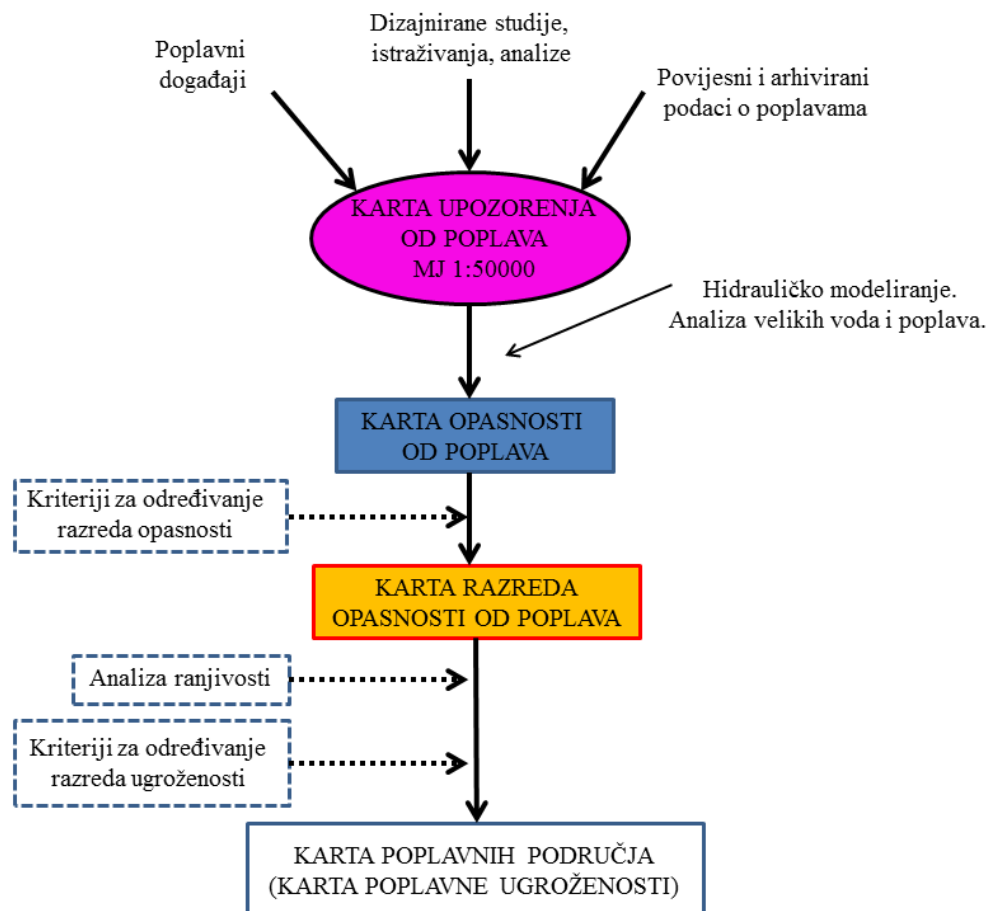 Poplavni
događaji
Dizajnirane studije,
istraživanja, analize
Povijesni i arhivirani
podaci o poplavama
KARTA UPOZORENJA
OD POPLAVA
MJ 1:50000
Hidrauličko modeliranje.
Analiza velikih voda i poplava.
KARTA OPASNOSTI
OD POPLAVA
Kriteriji za određivanje
razreda opasnosti
KARTA RAZREDA
OPASNOSTI OD POPLAVA
Analiza ranjivosti
Kriteriji za određivanje
razreda ugroženosti
KARTA POPLAVNIH PODRUČJA
(KARTA POPLAVNE UGROŽENOSTI)